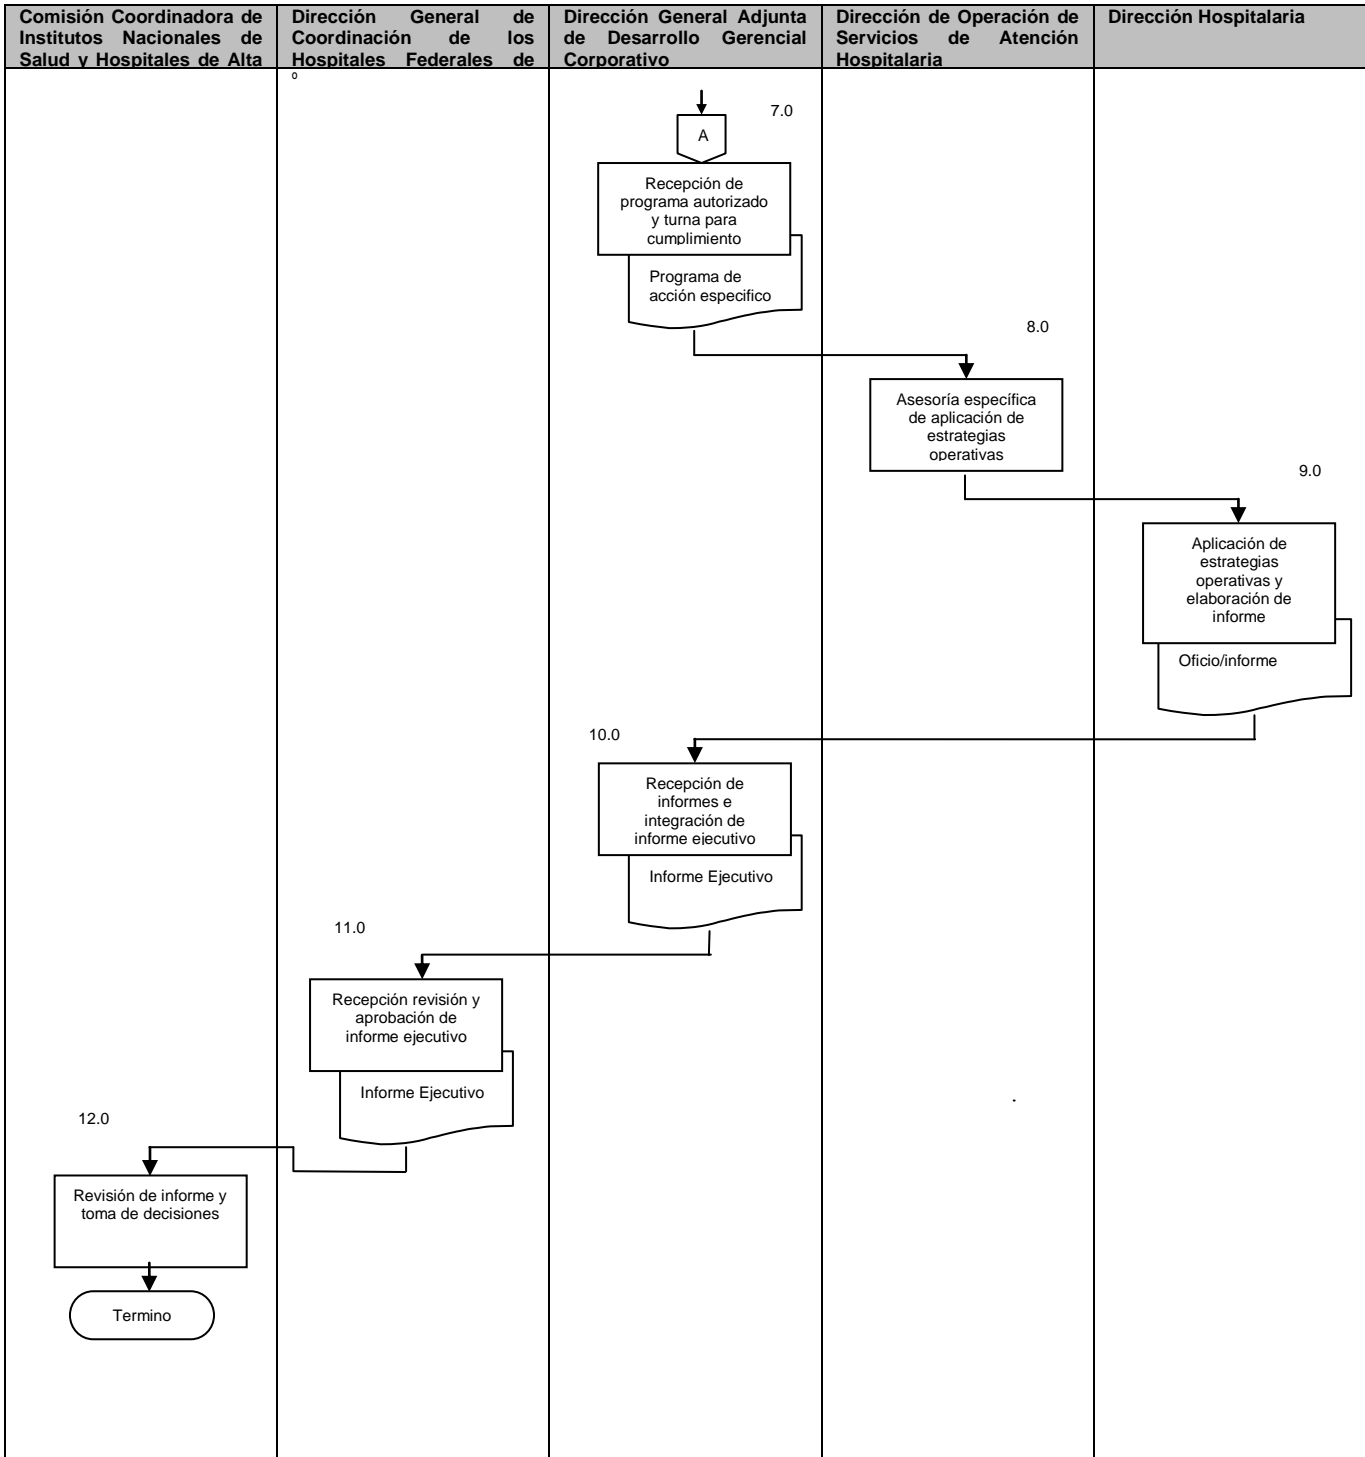 Comisión Coordinadora de
Institutos Nacionales de
Salud y Hospitales de Alta
Dirección General de
Coordinación de los
Hospitales Federales de
o
Dirección General Adjunta
de Desarrollo Gerencial
Corporativo
Dirección de Operación de
Servicios de Atención
Hospitalaria
Dirección Hospitalaria
7.0
A
Recepción de
programa autorizado
y turna para
cumplimiento
Programa de
acción especifico
8.0
Asesoría específica
de aplicación de
estrategias
operativas
9.0
Aplicación de
estrategias
operativas y
elaboración de
informe
Oficio/informe
10.0
Recepción de
informes e
integración de
informe ejecutivo
Informe Ejecutivo
11.0
Recepción revisión y
aprobación de
informe ejecutivo
Informe Ejecutivo
.
12.0
Revisión de informe y
toma de decisiones
Termino